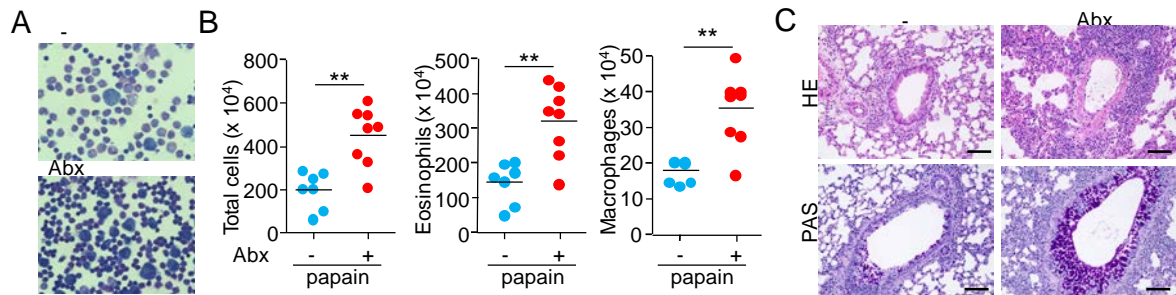 A
-
Abx
B
Total cells (x 10⁴)
800
600
400
200
0
**
Abx
-
+
papain
Eosinophils (x 10⁴)
500
400
300
200
100
0
**
-
+
papain
Macrophages (x 10⁴)
50
40
30
20
10
0
**
-
+
papain
C
-
Abx
HE
PAS